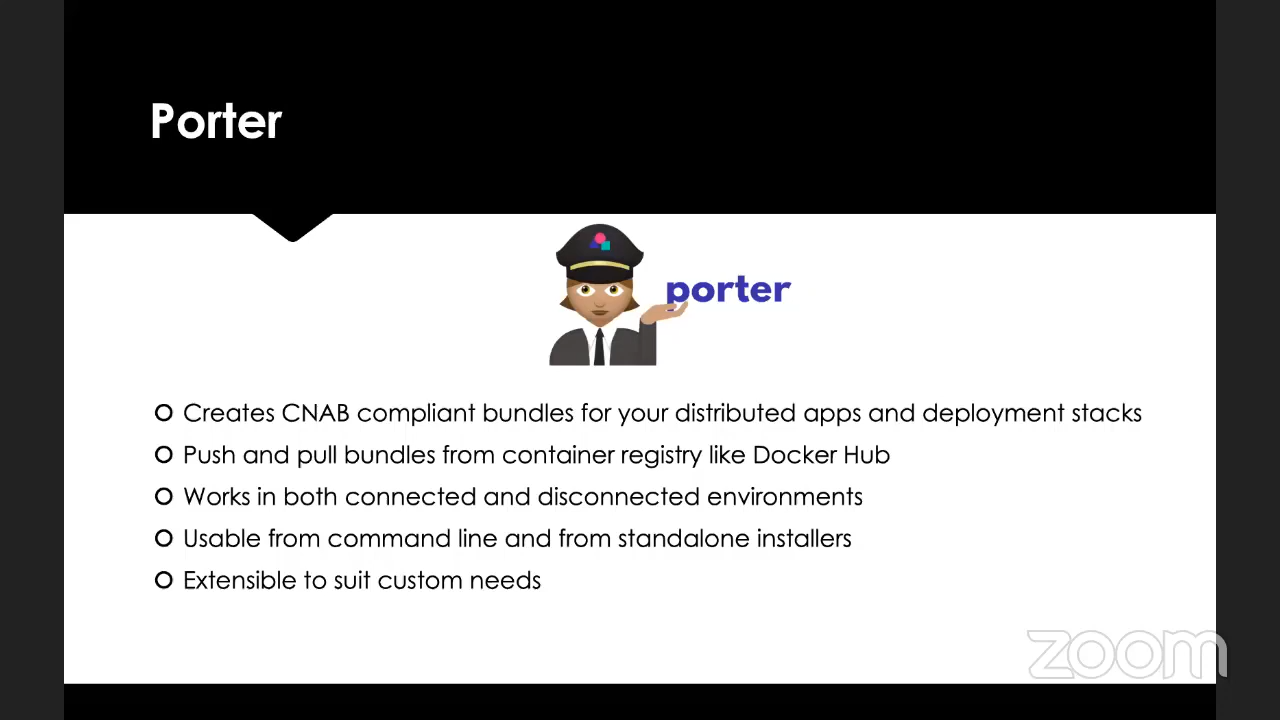 Porter
porter
Creates CNAB compliant bundles for your distributed apps and deployment stacks
Push and pull bundles from container registry like Docker Hub
Works in both connected and disconnected environments
Usable from command line and from standalone installers
Extensible to suit custom needs
zoom